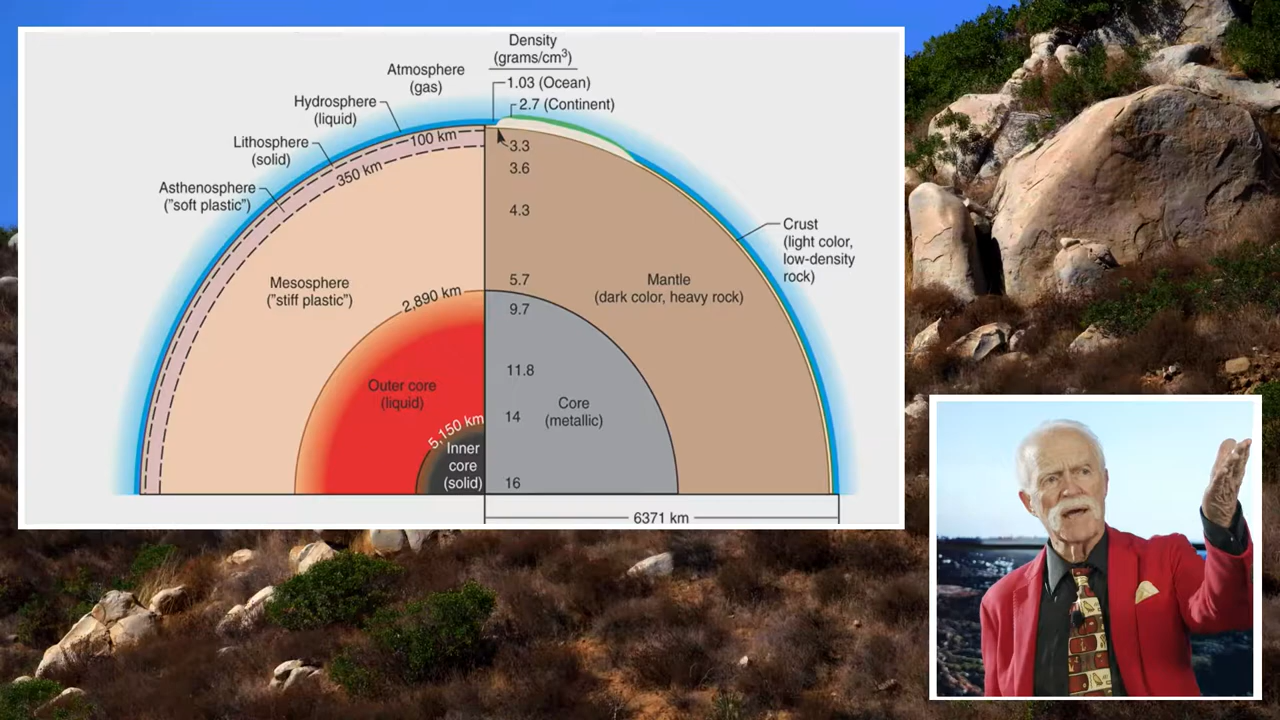 Density
(grams/cm³)
Atmosphere
(gas)
1.03 (Ocean)
Hydrosphere
(liquid)
2.7 (Continent)
Lithosphere
(solid)
100 km
3.3
350 km
3.6
Asthenosphere
("soft plastic")
4.3
Crust
(light color,
low-density
rock)
Mesosphere
("stiff plastic")
5.7
Mantle
(dark color, heavy rock)
2,890 km
9.7
11.8
Outer core
(liquid)
14
Core
(metallic)
5,150 km
Inner
core
(solid)
16
6371 km